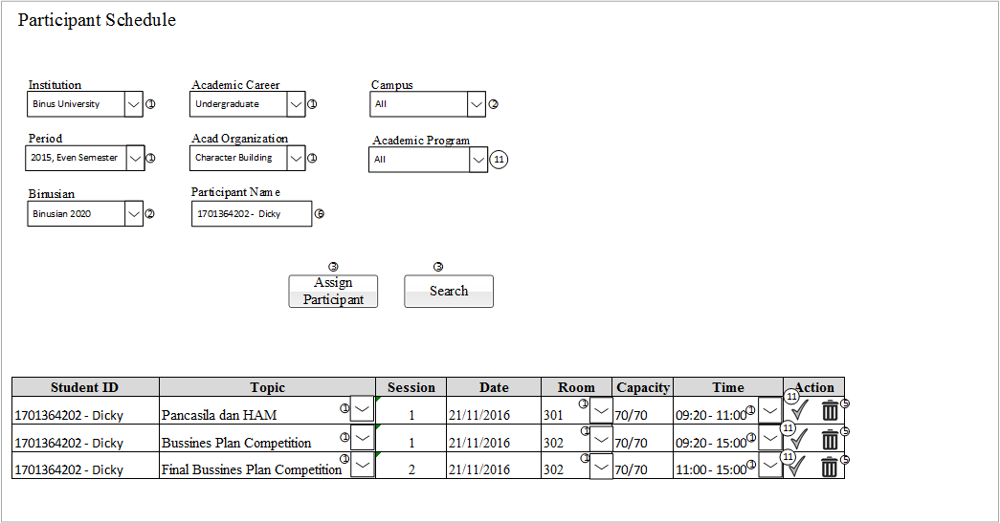 Participant Schedule
Institution Academic Career Campus
Binus University 1 Undergraduate 1 All 2
Period Acad Organization Academic Program
2015, Even Semester 1 Character Building 1 All 11
Binusian Participant Name
Binusian 2020 2 1701364202 - Dicky 6
3 3
Assign Participant Search
Student ID Topic Session Date Room Capacity Time Action
1701364202 - Dicky Pancasila dan HAM 1 1 21/11/2016 301 1 70/70 09:20 - 11:00 1 11 5
1701364202 - Dicky Bussines Plan Competition 1 1 21/11/2016 302 1 70/70 09:20 - 15:00 1 11 5
1701364202 - Dicky Final Bussines Plan Competition 1 2 21/11/2016 302 1 70/70 11:00 - 15:00 1 11 5